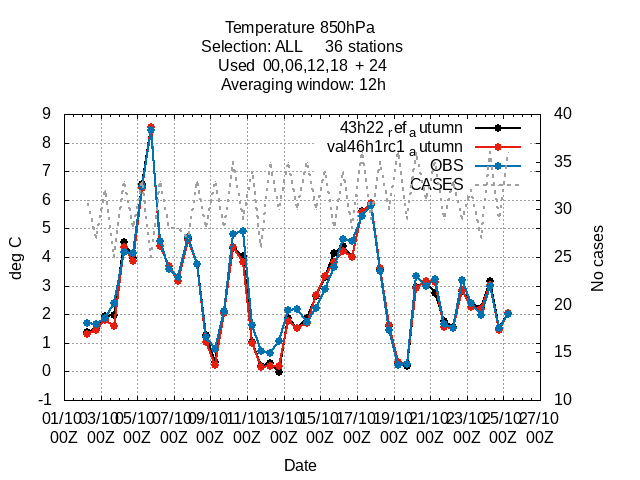 Temperature 850hPa
Selection: ALL 36 stations
Used 00,06,12,18 + 24
Averaging window: 12h
9
8
7
6
5
4
3
2
1
0
-1
40
35
30
25
20
15
10
deg C
No cases
43h22_ref_autumn
val46h1rc1_autumn
OBS
CASES
01/10 03/10 05/10 07/10 09/10 11/10 13/10 15/10 17/10 19/10 21/10 23/10 25/10 27/10
00Z 00Z 00Z 00Z 00Z 00Z 00Z 00Z 00Z 00Z 00Z 00Z 00Z 00Z
Date